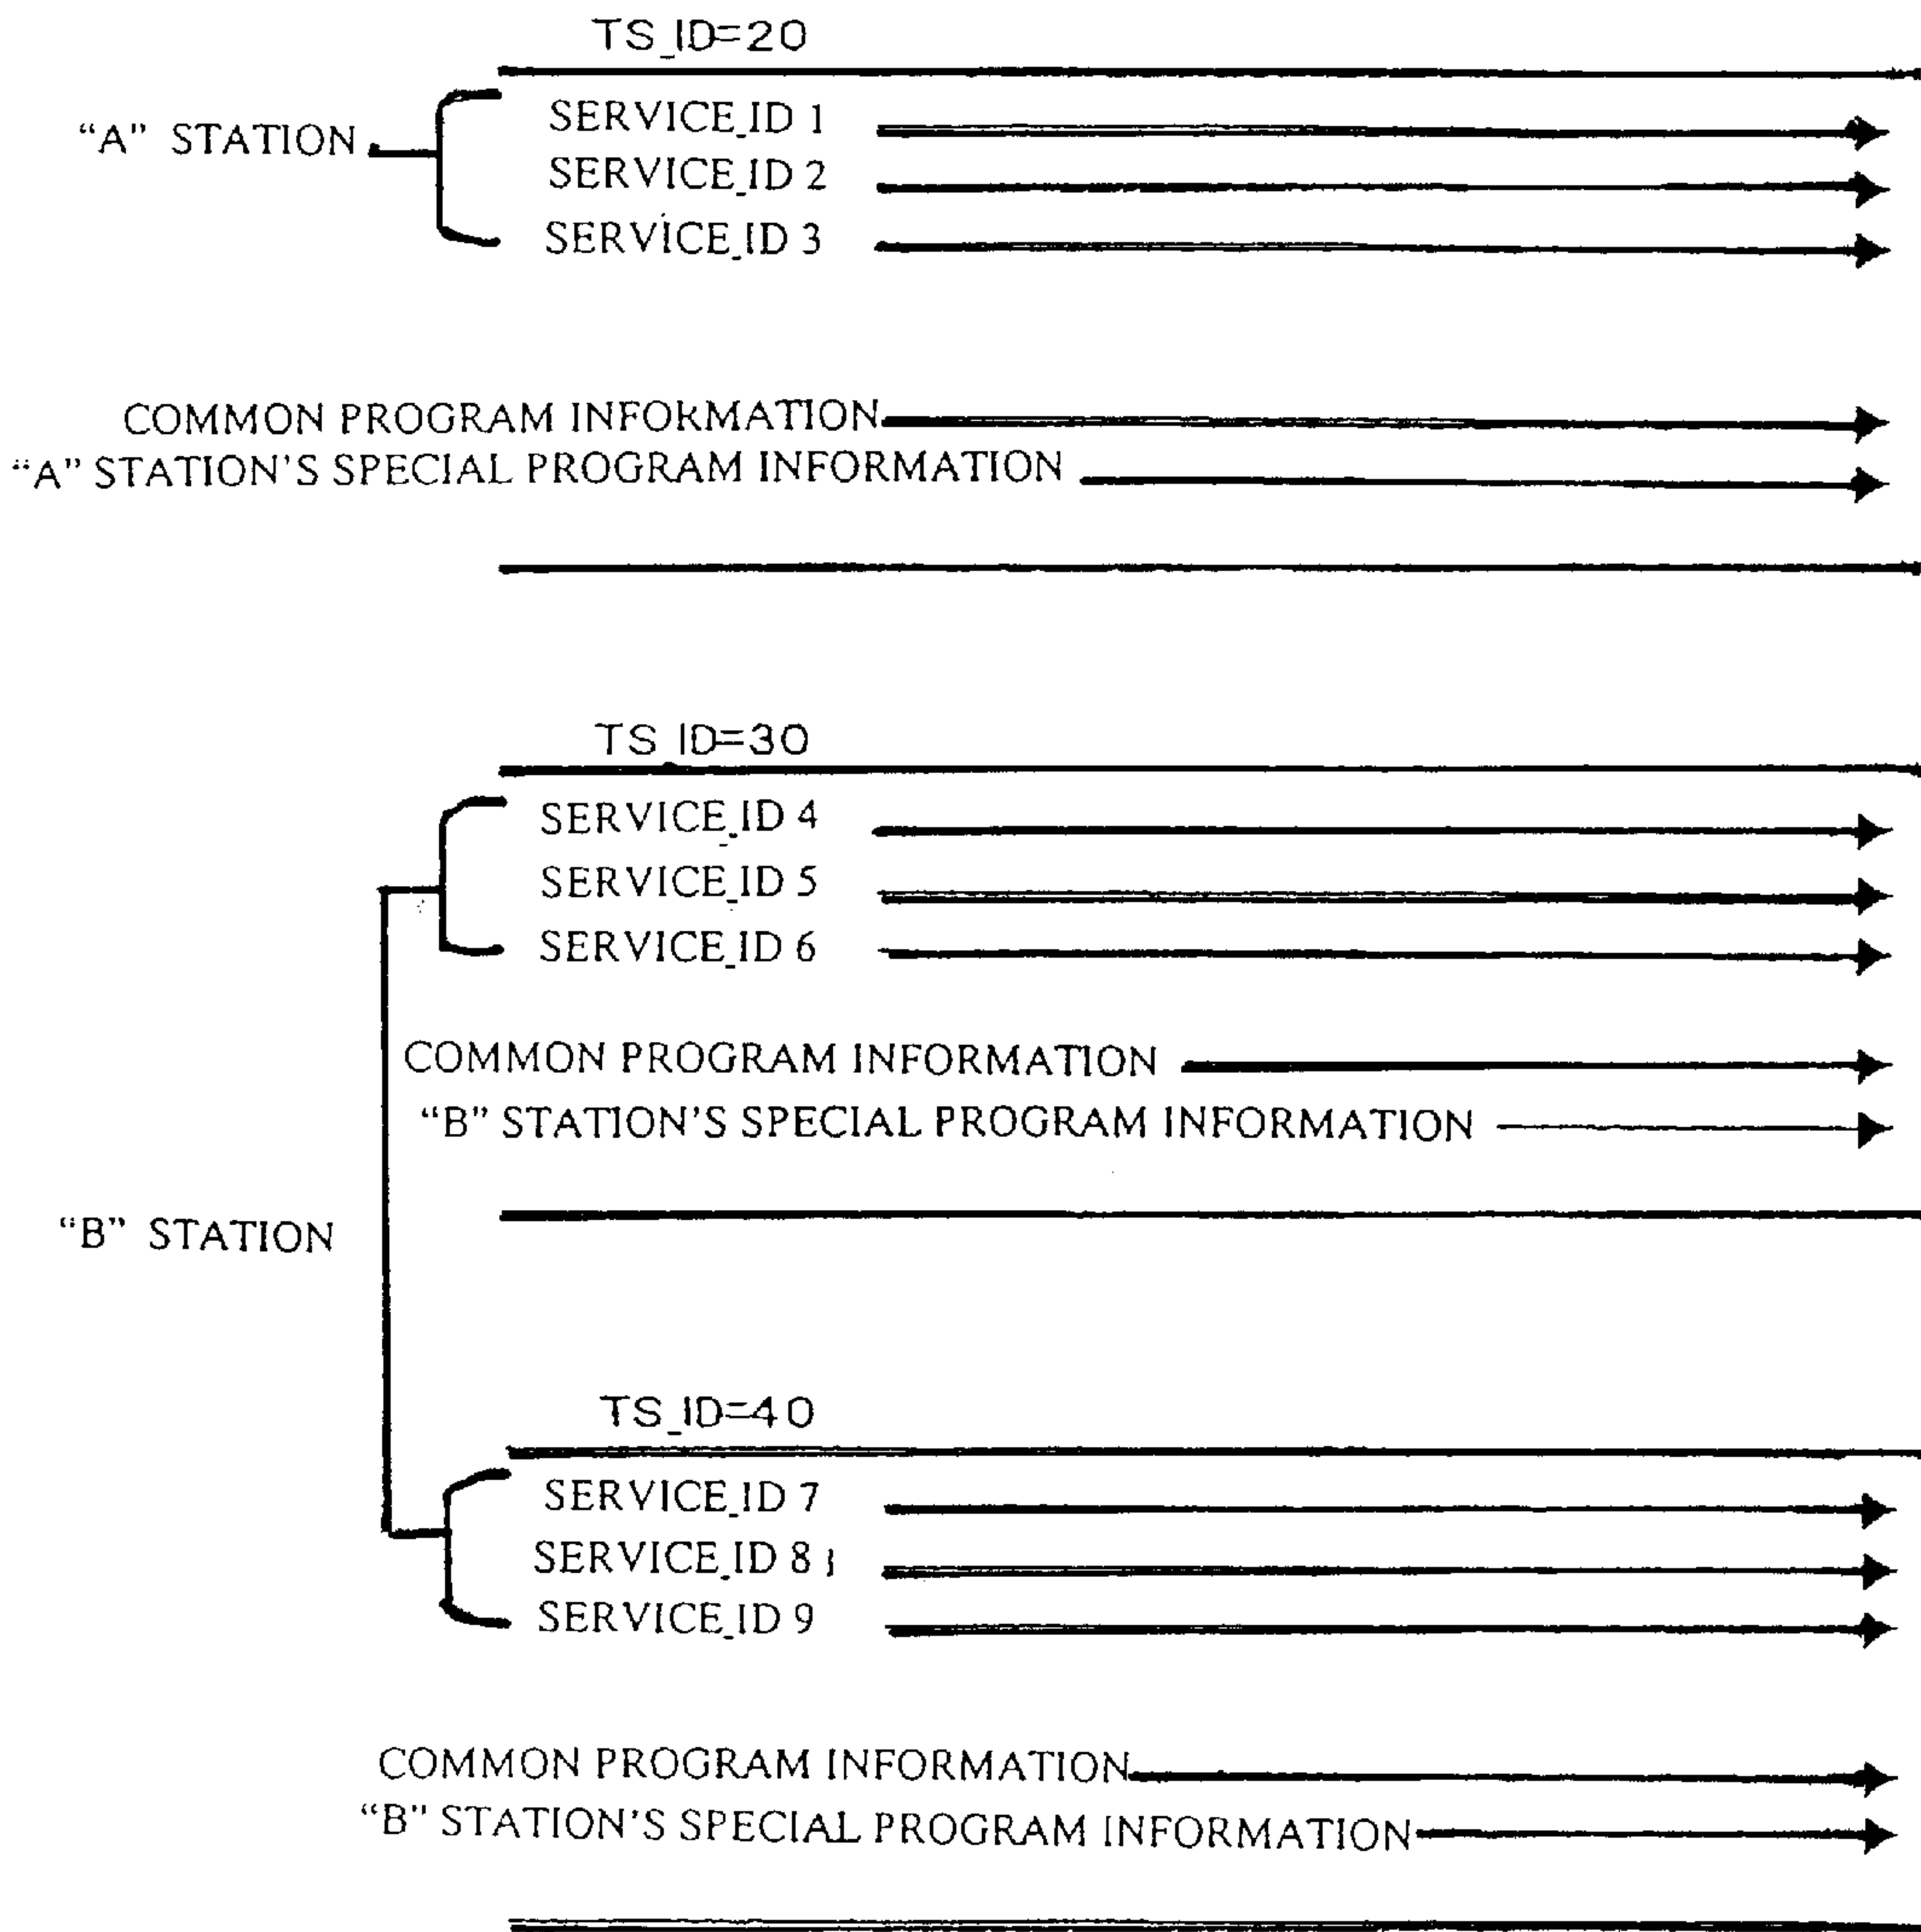 TS_ID=20
SERVICE_ID 1
"A" STATION
SERVICE_ID 2
SERVICE_ID 3
COMMON PROGRAM INFORMATION
"A" STATION'S SPECIAL PROGRAM INFORMATION
TS_ID=30
SERVICE_ID 4
SERVICE_ID 5
SERVICE_ID 6
COMMON PROGRAM INFORMATION
"B" STATION'S SPECIAL PROGRAM INFORMATION
"B" STATION
TS_ID=40
SERVICE_ID 7
SERVICE_ID 8
SERVICE_ID 9
COMMON PROGRAM INFORMATION
"B" STATION'S SPECIAL PROGRAM INFORMATION